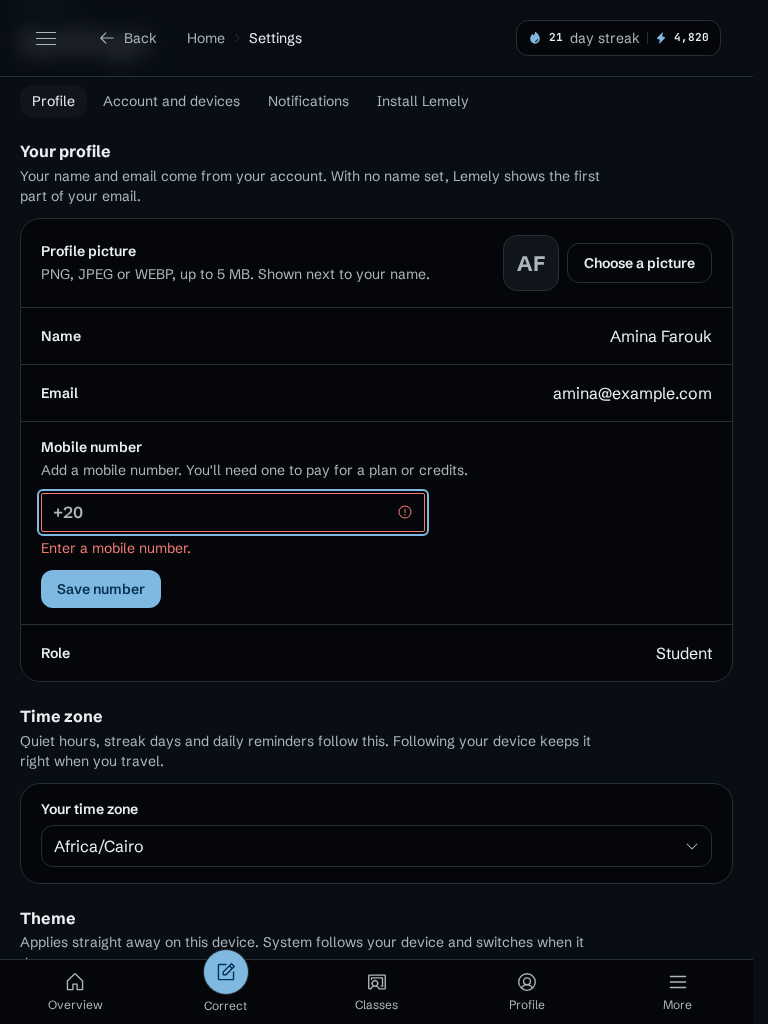 Back
Home
Settings
21 day streak
4,820
Profile
Account and devices
Notifications
Install Lemely
Your profile
Your name and email come from your account. With no name set, Lemely shows the first
part of your email.
Profile picture
PNG, JPEG or WEBP, up to 5 MB. Shown next to your name.
AF
Choose a picture
Name
Amina Farouk
Email
amina@example.com
Mobile number
Add a mobile number. You'll need one to pay for a plan or credits.
+20
Enter a mobile number.
Save number
Role
Student
Time zone
Quiet hours, streak days and daily reminders follow this. Following your device keeps it
right when you travel.
Your time zone
Africa/Cairo
Theme
Applies straight away on this device. System follows your device and switches when it
Overview
Correct
Classes
Profile
More